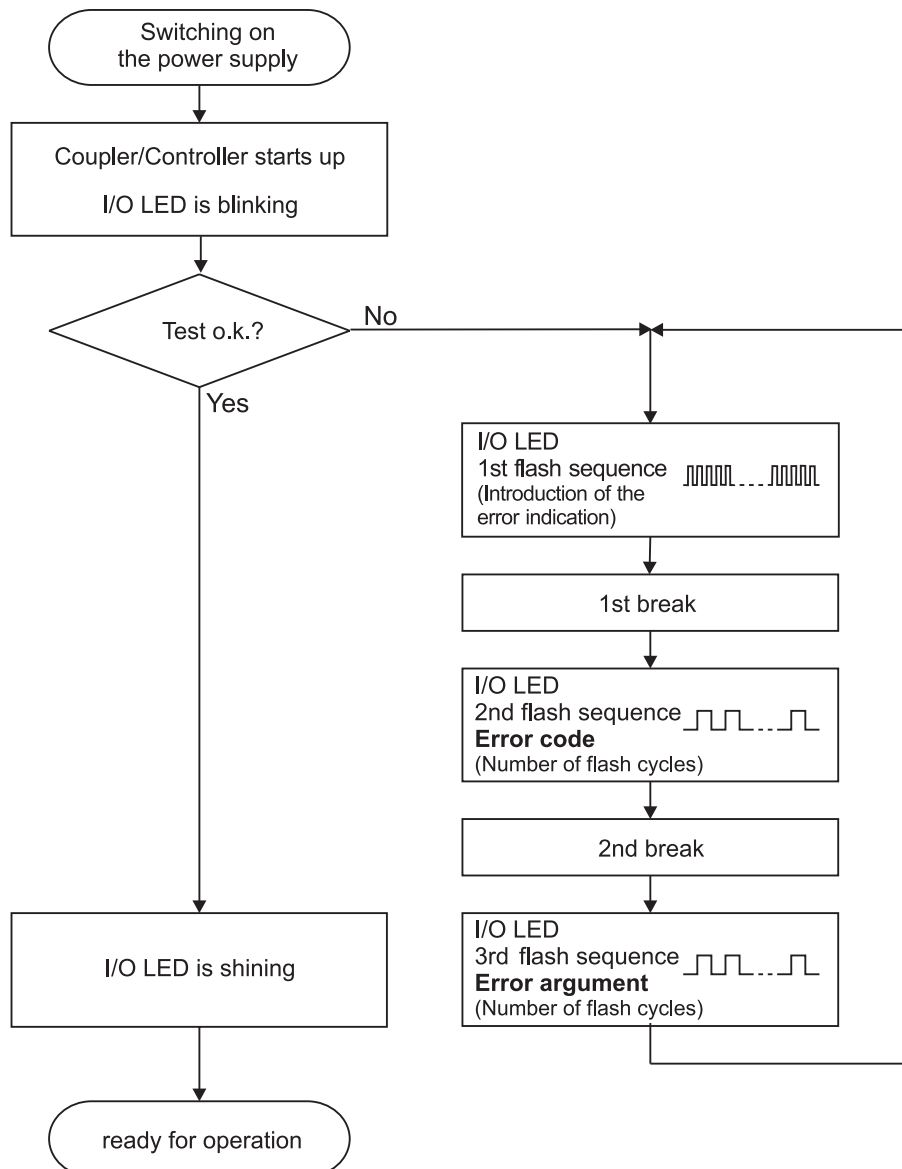 Switching on
the power supply
Coupler/Controller starts up
I/O LED is blinking
Test o.k.?
No
Yes
I/O LED
1st flash sequence
(Introduction of the
error indication)
1st break
I/O LED
2nd flash sequence
Error code
(Number of flash cycles)
2nd break
I/O LED
3rd flash sequence
Error argument
(Number of flash cycles)
I/O LED is shining
ready for operation